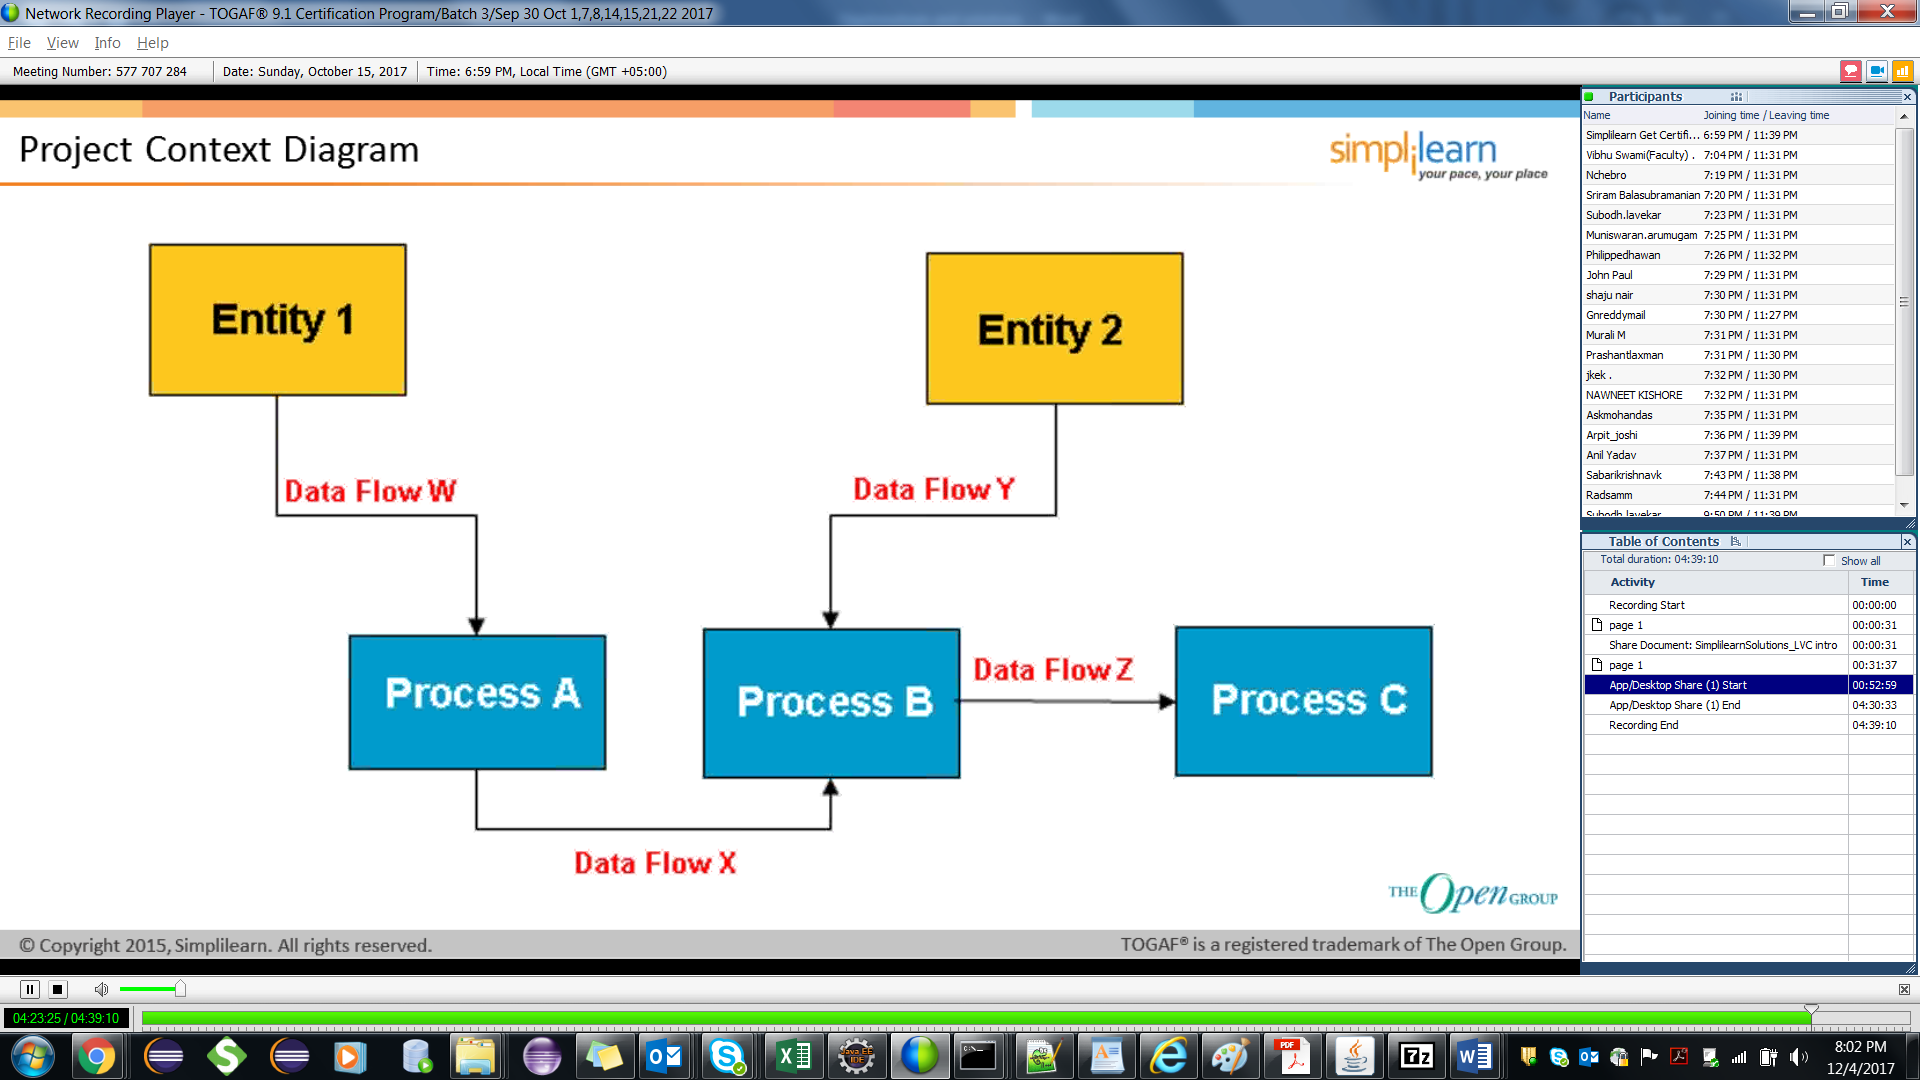 Network Recording Player - TOGAF® 9.1 Certification Program/Batch 3/Sep 30 Oct 1,7,8,14,15,21,22 2017
File View Info Help
Meeting Number: 577 707 284 Date: Sunday, October 15, 2017 Time: 6:59 PM, Local Time (GMT +05:00)
Project Context Diagram
simplilearn
your pace, your place
Entity 1
Entity 2
Data Flow W
Data Flow Y
Process A
Process B
Data Flow Z
Process C
Data Flow X
THE Open GROUP
© Copyright 2015, Simplilearn. All rights reserved.
TOGAF® is a registered trademark of The Open Group.
Participants
Name Joining time / Leaving time
Simplilearn Get Certifi... 6:59 PM / 11:39 PM
Vibhu Swami(Faculty) . 7:04 PM / 11:31 PM
Nchebro 7:19 PM / 11:31 PM
Sriram Balasubramanian 7:20 PM / 11:31 PM
Subodh.lavekar 7:23 PM / 11:31 PM
Muniswaran.arumugam 7:25 PM / 11:31 PM
Philippedhawan 7:26 PM / 11:32 PM
John Paul 7:29 PM / 11:31 PM
shaju nair 7:30 PM / 11:31 PM
Gnreddymail 7:30 PM / 11:27 PM
Murali M 7:31 PM / 11:31 PM
Prashantlaxman 7:31 PM / 11:30 PM
jkek . 7:32 PM / 11:30 PM
NAWNEET KISHORE 7:32 PM / 11:31 PM
Askmohandas 7:35 PM / 11:31 PM
Arpit_joshi 7:36 PM / 11:39 PM
Anil Yadav 7:37 PM / 11:31 PM
Sabarikrishnavk 7:43 PM / 11:38 PM
Radsamm 7:44 PM / 11:31 PM
Subodh.lavekar 9:50 PM / 11:39 PM
Table of Contents
Total duration: 04:39:10 Show all
Activity Time
Recording Start 00:00:00
page 1 00:00:31
Share Document: SimplilearnSolutions_LVC intro 00:00:31
page 1 00:31:37
App/Desktop Share (1) Start 00:52:59
App/Desktop Share (1) End 04:30:33
Recording End 04:39:10
04:23:25 / 04:39:10
Java EE
IDE
PDF
7z
8:02 PM
12/4/2017